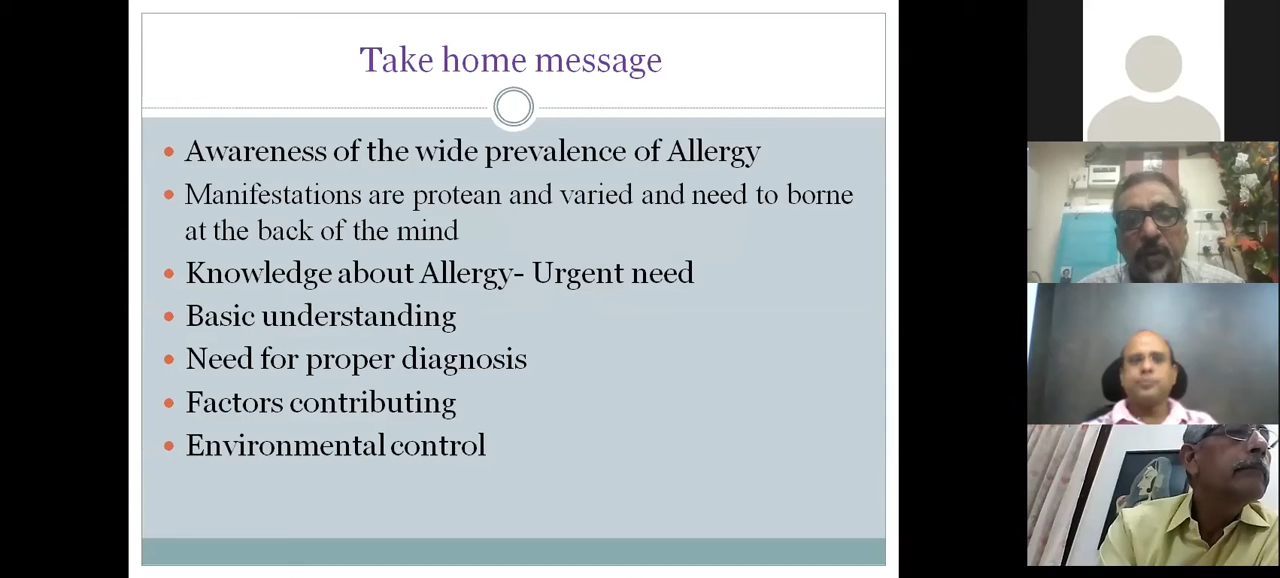 Take home message
Awareness of the wide prevalence of Allergy
Manifestations are protean and varied and need to borne
at the back of the mind
Knowledge about Allergy- Urgent need
Basic understanding
Need for proper diagnosis
Factors contributing
Environmental control